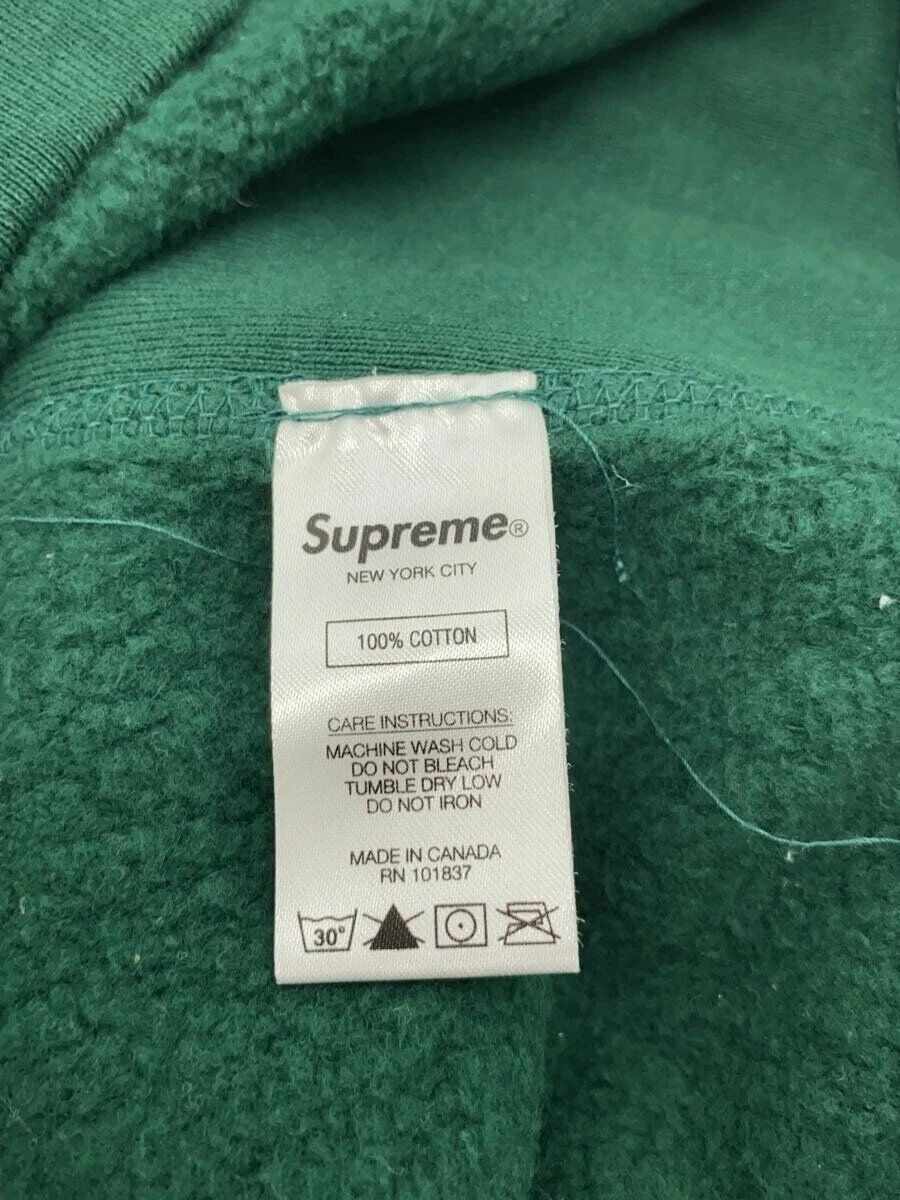 Supreme®
NEW YORK CITY
100% COTTON
CARE INSTRUCTIONS:
MACHINE WASH COLD
DO NOT BLEACH
TUMBLE DRY LOW
DO NOT IRON
MADE IN CANADA
RN 101837
30°